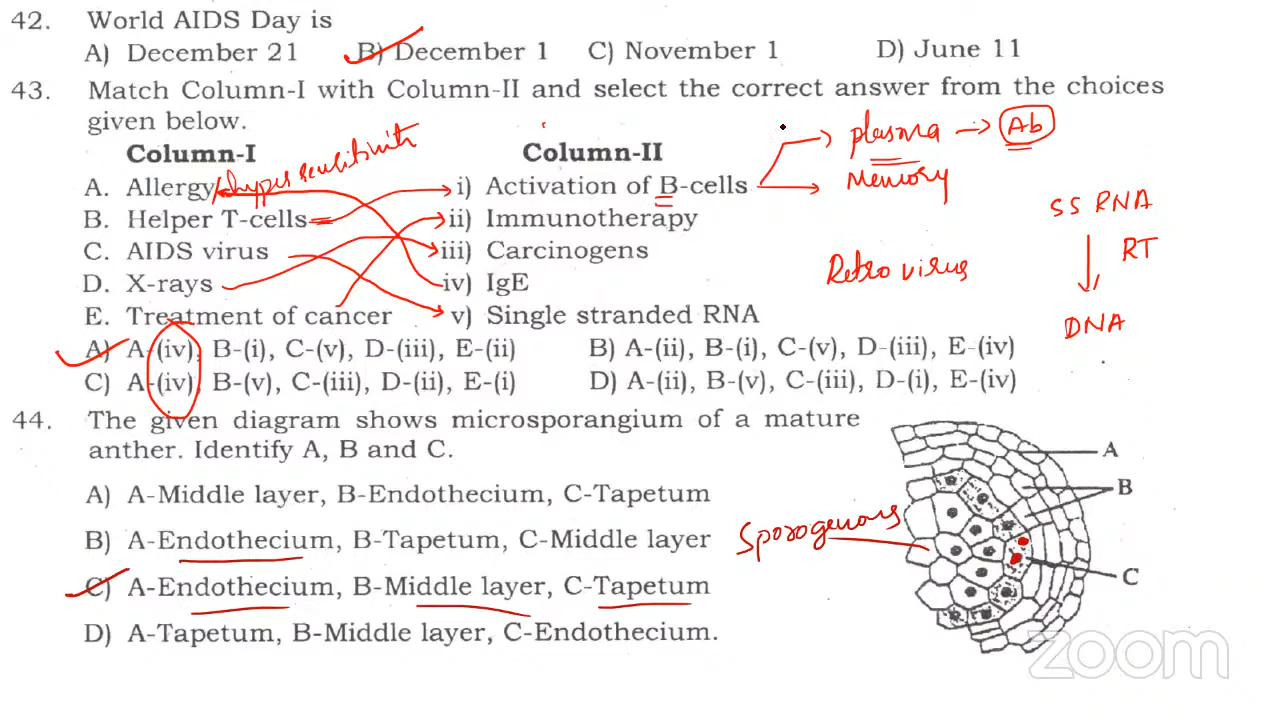 42. World AIDS Day is
A) December 21 B) December 1 C) November 1 D) June 11
43. Match Column-I with Column-II and select the correct answer from the choices
given below.
Column-I Column-II
A. Allergy hypersensitivity i) Activation of B-cells
B. Helper T-cells ii) Immunotherapy
C. AIDS virus iii) Carcinogens
D. X-rays iv) IgE
E. Treatment of cancer v) Single stranded RNA
plasma → Ab
Memory
Retrovirus
SS RNA
RT
DNA
A) A-(iv), B-(i), C-(v), D-(iii), E-(ii) B) A-(ii), B-(i), C-(v), D-(iii), E-(iv)
C) A-(iv), B-(v), C-(iii), D-(ii), E-(i) D) A-(ii), B-(v), C-(iii), D-(i), E-(iv)
44. The given diagram shows microsporangium of a mature
anther. Identify A, B and C.
A) A-Middle layer, B-Endothecium, C-Tapetum
B) A-Endothecium, B-Tapetum, C-Middle layer
C) A-Endothecium, B-Middle layer, C-Tapetum
D) A-Tapetum, B-Middle layer, C-Endothecium.
A
B
Sporogenous
C
zoom